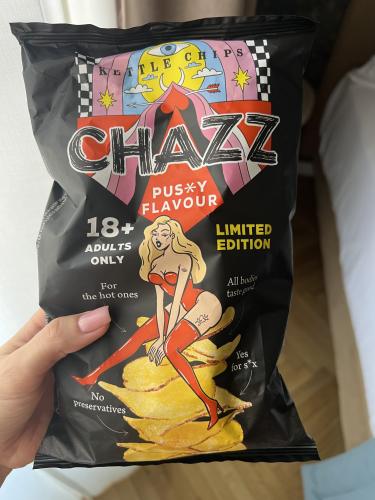 KETTLE CHIPS
CHAZZ
PUS*Y
FLAVOUR
18+
ADULTS
ONLY
LIMITED
EDITION
For
the hot ones
All bodies
taste good
Yes
for s*x
No
preservatives